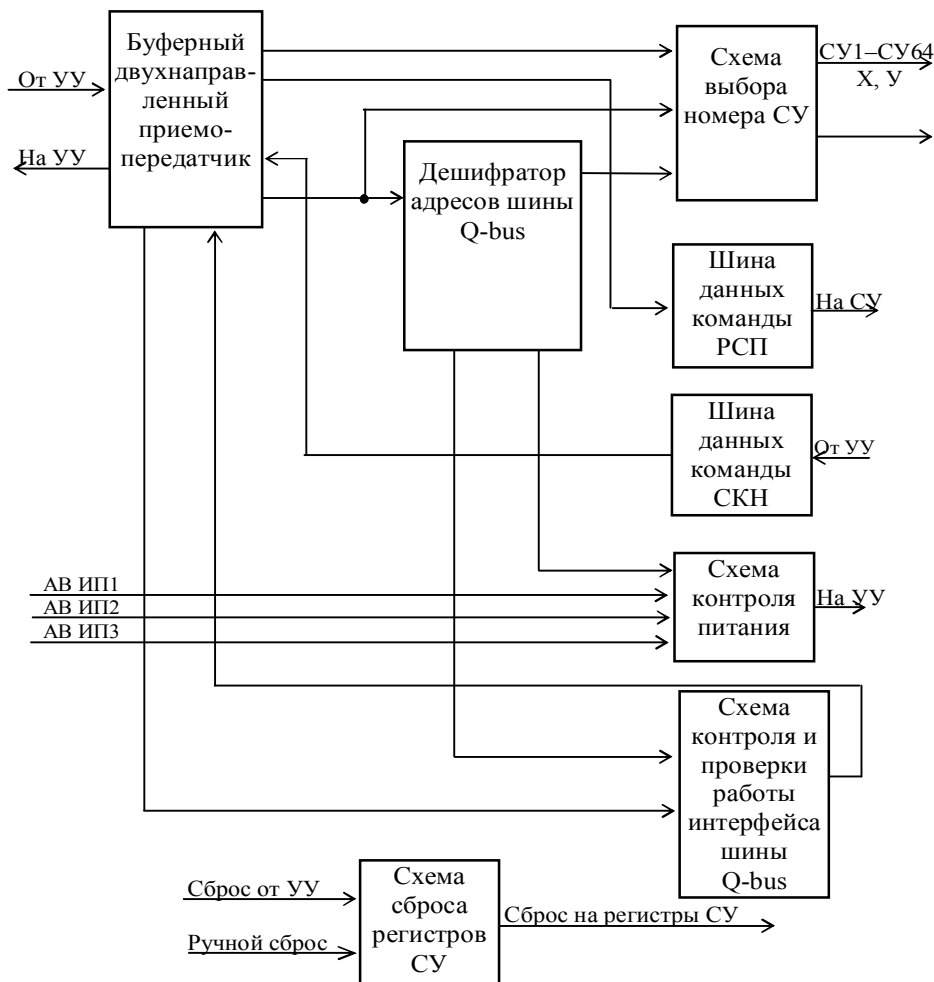 Буферный
двухнаправ-
ленный
приемо-
передатчик
От УУ
На УУ
Схема
выбора
номера СУ
СУ1–СУ64
Х, У
Дешифратор
адресов шины
Q-bus
Шина
данных
команды
РСП
На СУ
Шина
данных
команды
СКН
От УУ
АВ ИП1
АВ ИП2
АВ ИП3
Схема
контроля
питания
На УУ
Схема
контроля и
проверки
работы
интерфейса
шины
Q-bus
Сброс от УУ
Ручной сброс
Схема
сброса
регистров
СУ
Сброс на регистры СУ